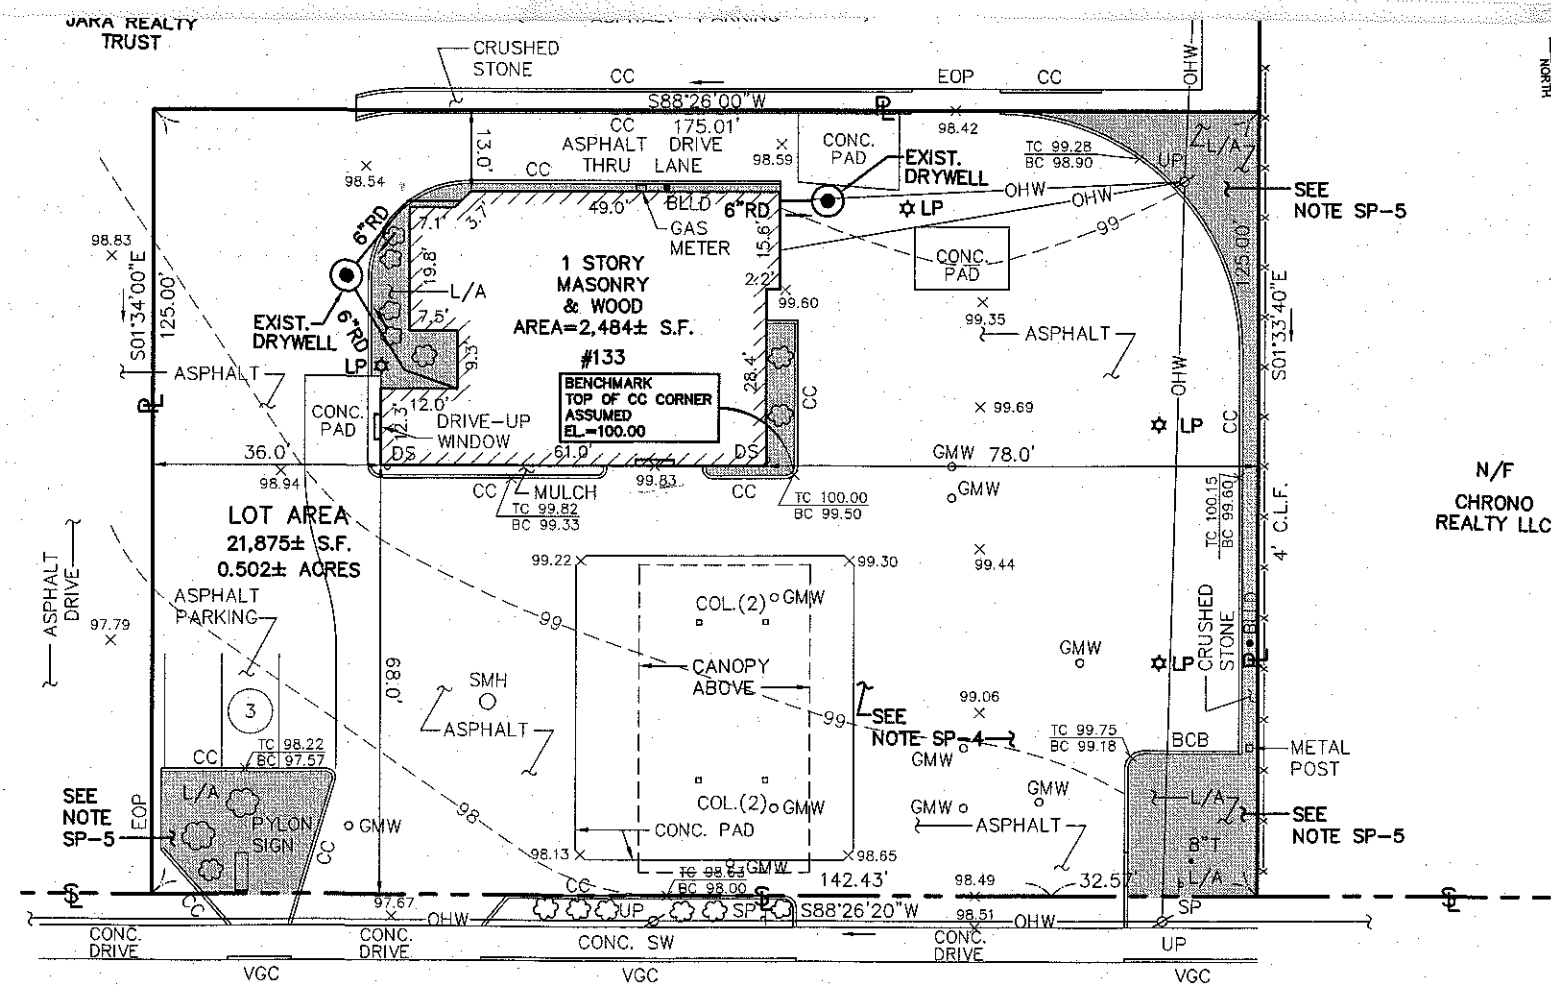 JARA REALTY
TRUST
CRUSHED
STONE
ASPHALT PARKING
CC
EOP
CC
OHW
NORTH
S88°26'00"W
175.01'
13.0'
CC
ASPHALT DRIVE
THRU LANE
CC
98.59
CONC.
PAD
98.42
TC 99.28
BC 98.90
UP
L/A
98.54
EXIST.
DRYWELL
OHW
OHW
SEE
NOTE SP-5
LP
6"RD
BLLD
49.0'
GAS
METER
6"RD
7.1'
3.7'
15.6'
99
98.83
S01°34'00"E
125.00'
19.8'
L/A
1 STORY
MASONRY
& WOOD
AREA=2,484± S.F.
#133
2.2'
99.60
CONC.
PAD
99.35
ASPHALT
125.00'
S01°33'40"E
EXIST.
DRYWELL
6"RD
7.5'
9.3'
LP
ASPHALT
BENCHMARK
TOP OF CC CORNER
ASSUMED
EL.=100.00
28.4'
CC
OHW
99.69
CONC.
PAD
12.3'
12.0'
DRIVE-UP
WINDOW
LP
CC
36.0'
DS
61.0'
DS
GMW
78.0'
98.94
CC
MULCH
99.83
CC
GMW
TC 99.82
BC 99.33
TC 100.00
BC 99.50
TC 100.15
BC 99.60
4' C.L.F.
N/F
CHRONO
REALTY LLC
LOT AREA
21,875± S.F.
0.502± ACRES
99.22
99.30
99.44
ASPHALT
DRIVE
ASPHALT
PARKING
97.79
99
COL.(2)
GMW
GMW
CRUSHED
STONE
BLLD
LP
CANOPY
ABOVE
68.0'
SMH
ASPHALT
3
99
SEE
NOTE SP-4
99.06
GMW
TC 99.75
BC 99.18
BCB
METAL
POST
CC
TC 98.22
BC 97.57
SEE
NOTE
SP-5
EOP
L/A
PYLON
SIGN
CC
GMW
98
COL.(2)
GMW
CONC. PAD
GMW
ASPHALT
L/A
SEE
NOTE SP-5
8"T
L/A
98.13
98.65
GMW
TC 98.63
BC 98.00
142.43'
98.49
32.57'
CC
CC
97.67
OHW
UP
SP
S88°26'20"W
98.51
OHW
SP
CONC.
DRIVE
CONC.
DRIVE
CONC. SW
CONC.
DRIVE
UP
VGC
VGC
VGC